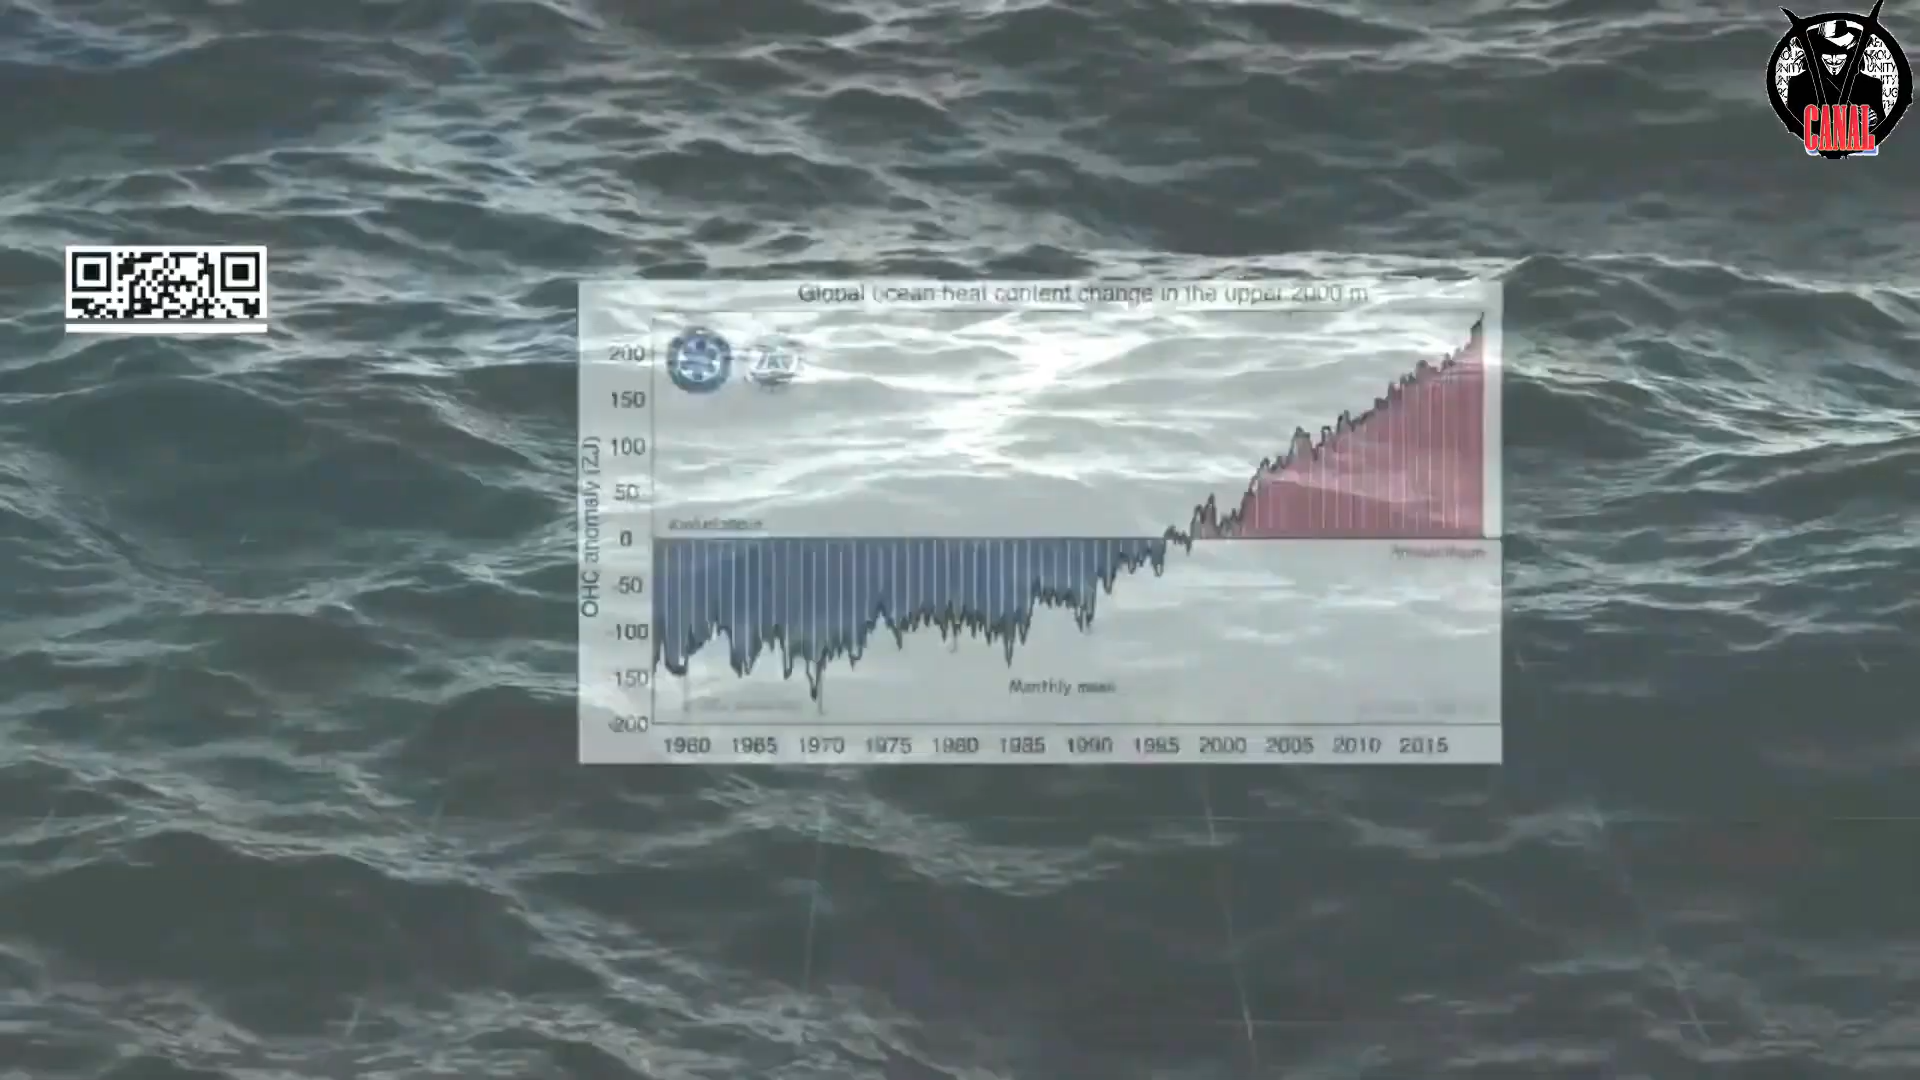 CANAL
Global ocean heat content change in the upper 2000 m
OHC anomaly (ZJ)
200
150
100
50
0
-50
-100
-150
-200
Monthly mean
1960 1965 1970 1975 1980 1985 1990 1995 2000 2005 2010 2015